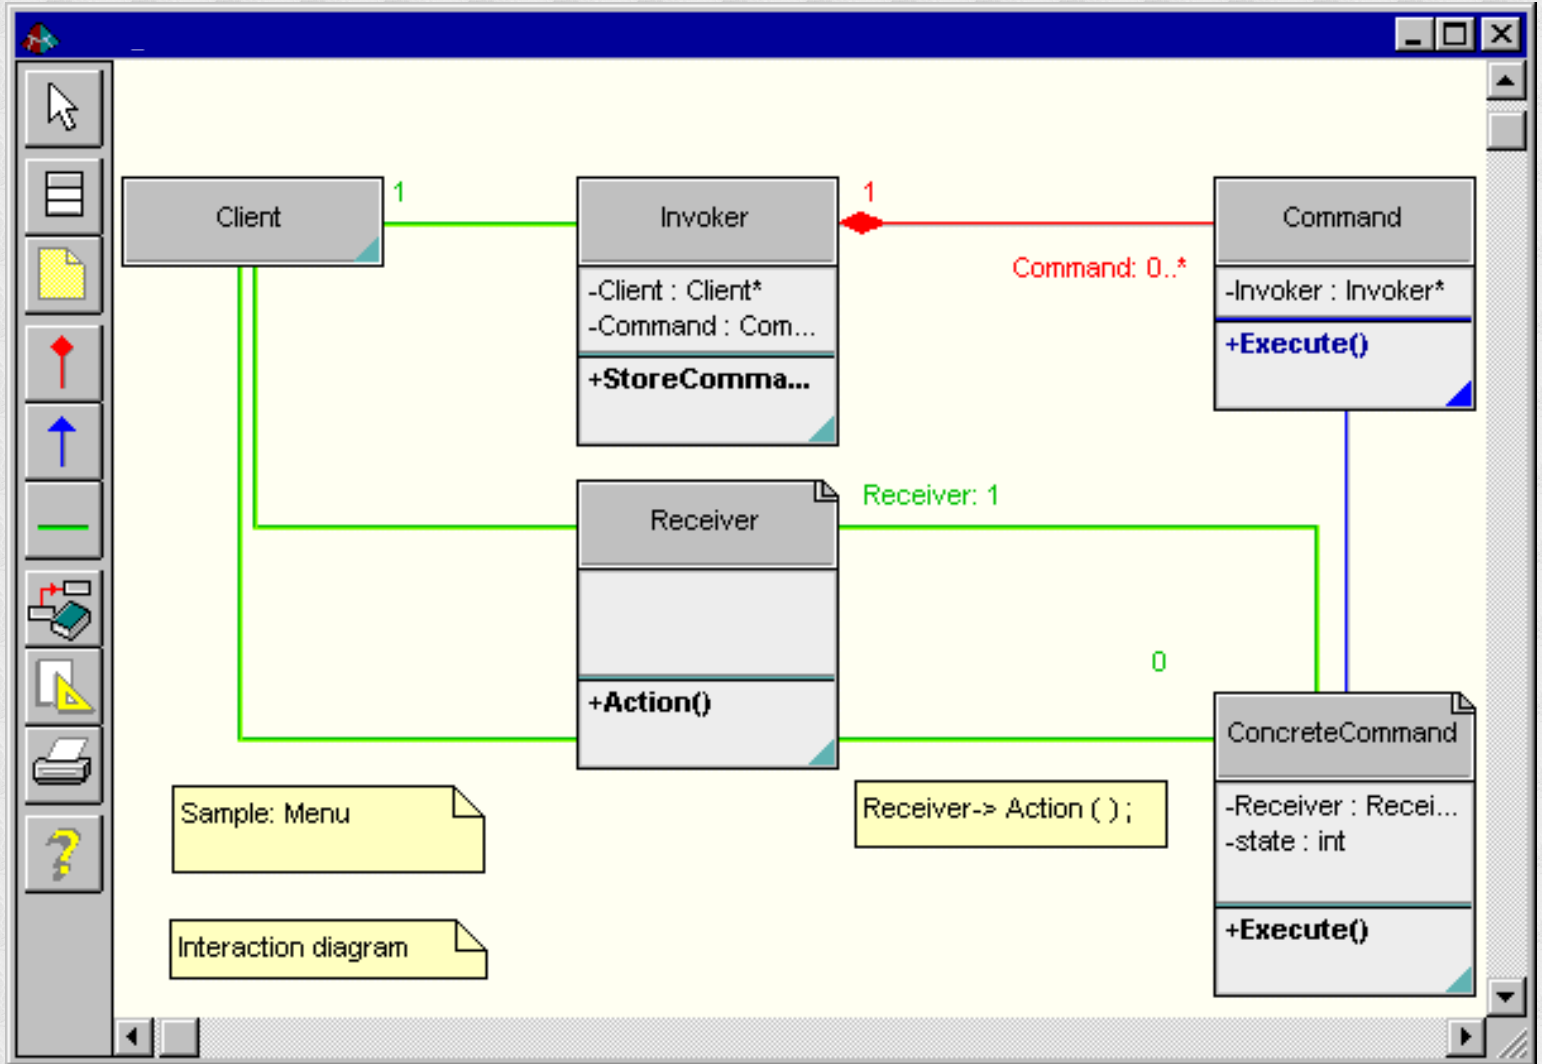 Client
1
Invoker
-Client : Client*
-Command : Com...
+StoreComma...
1
Command: 0..*
Command
-Invoker : Invoker*
+Execute()
Receiver
+Action()
Receiver: 1
0
ConcreteCommand
-Receiver : Recei...
-state : int
+Execute()
Sample: Menu
Receiver-> Action ( ) ;
Interaction diagram